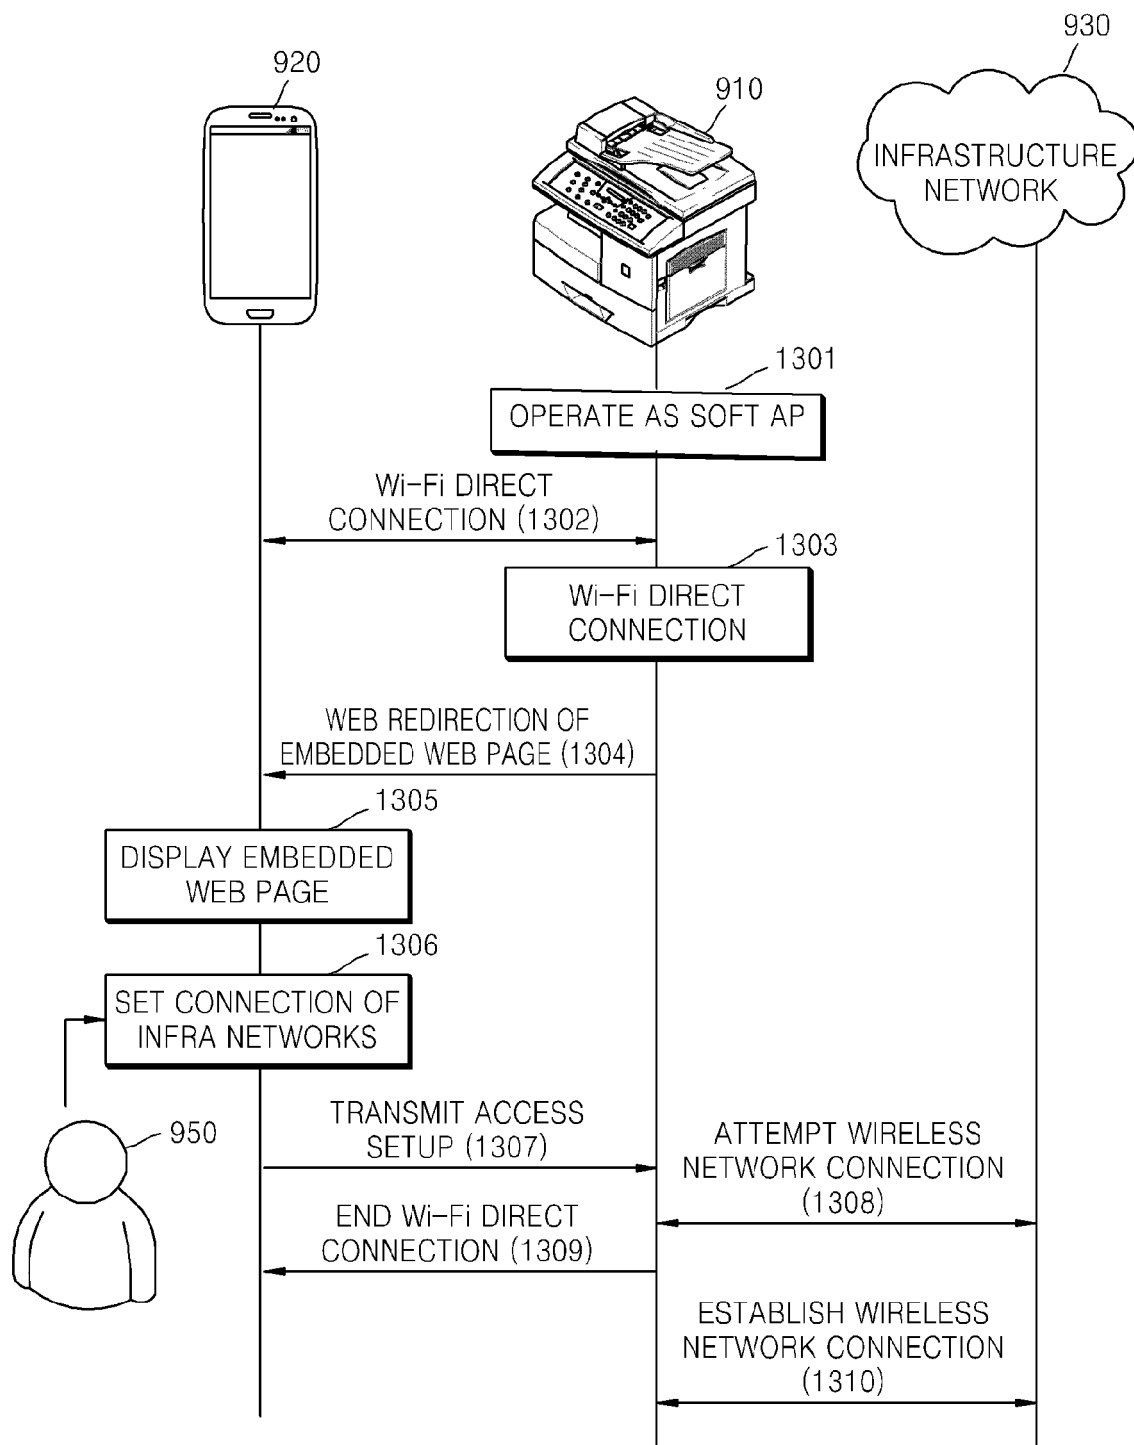 930
920
910
INFRASTRUCTURE
NETWORK
1301
OPERATE AS SOFT AP
Wi-Fi DIRECT
CONNECTION (1302)
1303
Wi-Fi DIRECT
CONNECTION
WEB REDIRECTION OF
EMBEDDED WEB PAGE (1304)
1305
DISPLAY EMBEDDED
WEB PAGE
1306
SET CONNECTION OF
INFRA NETWORKS
950
TRANSMIT ACCESS
SETUP (1307)
ATTEMPT WIRELESS
NETWORK CONNECTION
(1308)
END Wi-Fi DIRECT
CONNECTION (1309)
ESTABLISH WIRELESS
NETWORK CONNECTION
(1310)